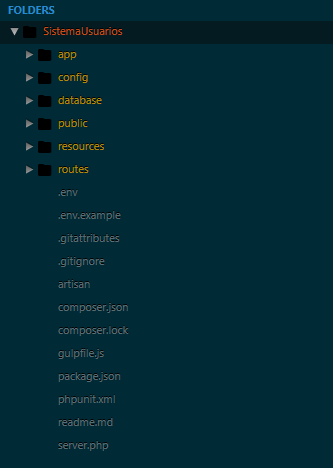 FOLDERS
SistemaUsuarios
app
config
database
public
resources
routes
.env
.env.example
.gitattributes
.gitignore
artisan
composer.json
composer.lock
gulpfile.js
package.json
phpunit.xml
readme.md
server.php